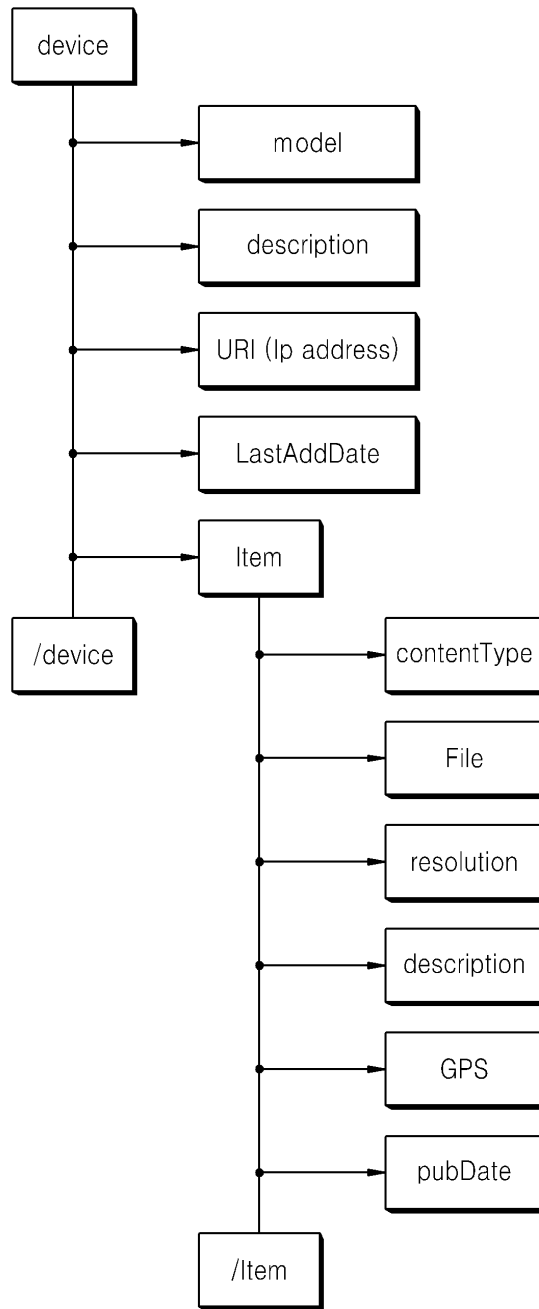 device
model
description
URI (Ip address)
LastAddDate
Item
/device
contentType
File
resolution
description
GPS
pubDate
/Item